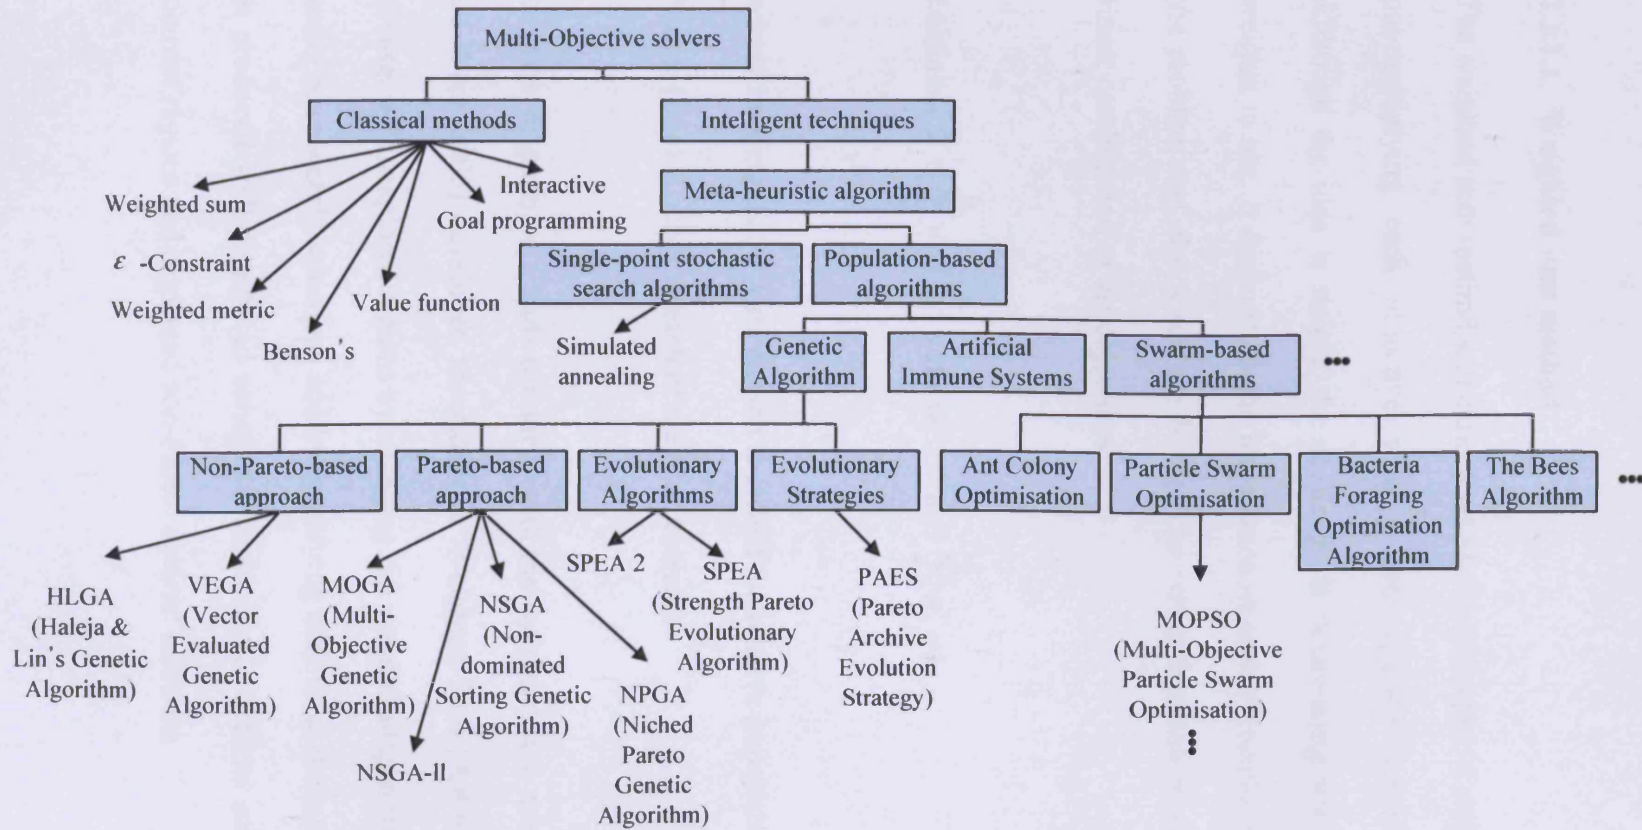 Multi-Objective solvers
Classical methods
Intelligent techniques
Interactive
Weighted sum
Goal programming
ε -Constraint
Value function
Weighted metric
Benson's
Meta-heuristic algorithm
Single-point stochastic
search algorithms
Population-based
algorithms
Simulated
annealing
Genetic
Algorithm
Artificial
Immune Systems
Swarm-based
algorithms
•••
Non-Pareto-based
approach
Pareto-based
approach
Evolutionary
Algorithms
Evolutionary
Strategies
Ant Colony
Optimisation
Particle Swarm
Optimisation
Bacteria
Foraging
Optimisation
Algorithm
The Bees
Algorithm
•••
HLGA
(Haleja &
Lin's Genetic
Algorithm)
VEGA
(Vector
Evaluated
Genetic
Algorithm)
MOGA
(Multi-
Objective
Genetic
Algorithm)
NSGA-II
NSGA
(Non-
dominated
Sorting Genetic
Algorithm)
NPGA
(Niched
Pareto
Genetic
Algorithm)
SPEA 2
SPEA
(Strength Pareto
Evolutionary
Algorithm)
PAES
(Pareto
Archive
Evolution
Strategy)
MOPSO
(Multi-Objective
Particle Swarm
Optimisation)